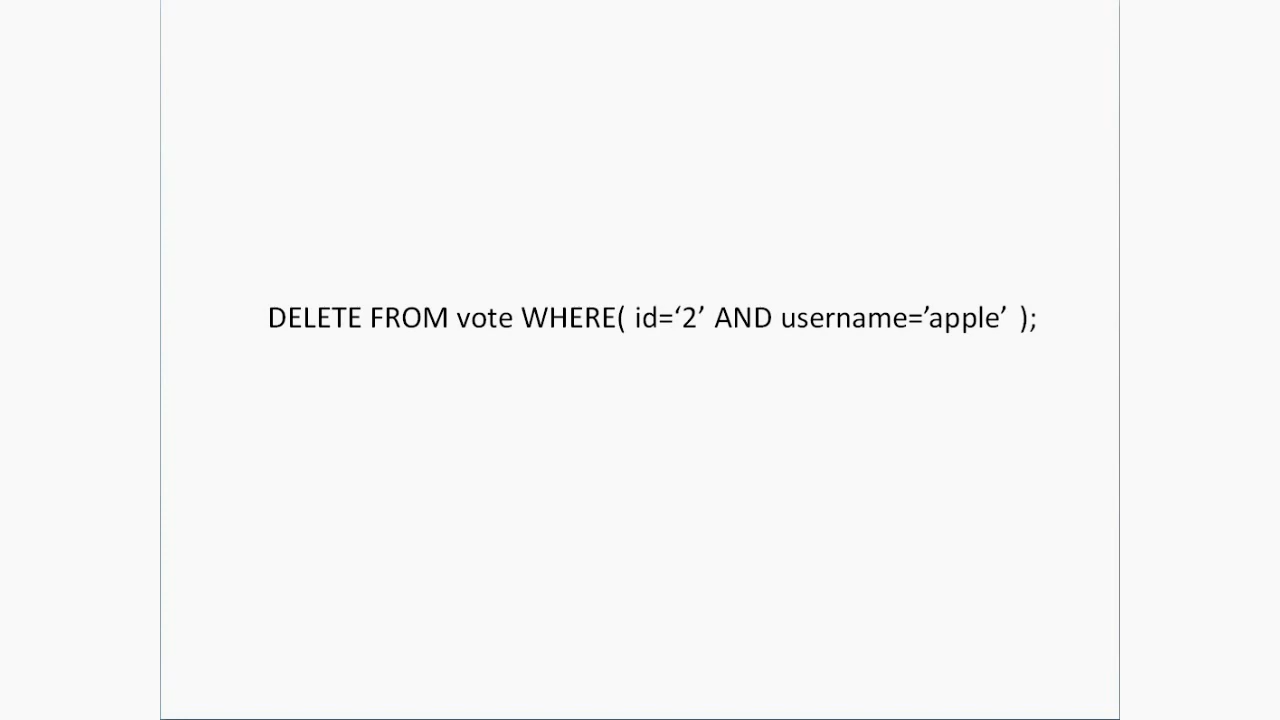 DELETE FROM vote WHERE( id=‘2’ AND username=’apple’ );